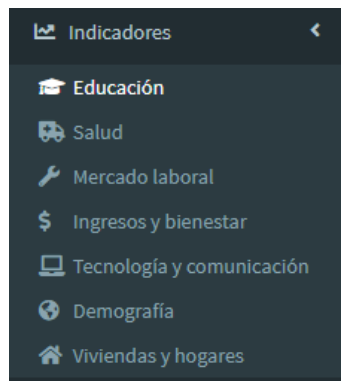 Indicadores
Educación
Salud
Mercado laboral
Ingresos y bienestar
Tecnología y comunicación
Demografía
Viviendas y hogares